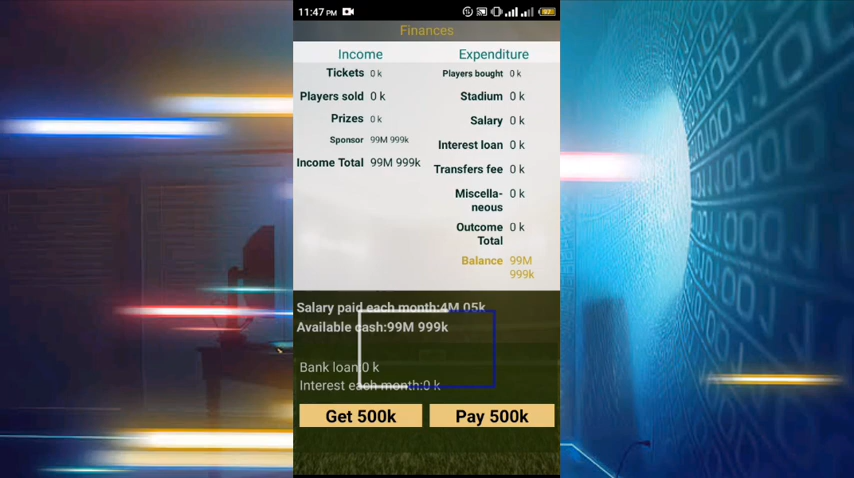 11:47 PM
Finances
Income
Expenditure
Tickets 0 k
Players bought 0 k
Players sold 0 k
Stadium 0 k
Prizes 0 k
Salary 0 k
Sponsor 99M 999k
Interest loan 0 k
Income Total 99M 999k
Transfers fee 0 k
Miscella-
neous 0 k
Outcome
Total 0 k
Balance 99M
999k
Salary paid each month:4M 05k
Available cash:99M 999k
Bank loan:0 k
Interest each month:0 k
Get 500k
Pay 500k